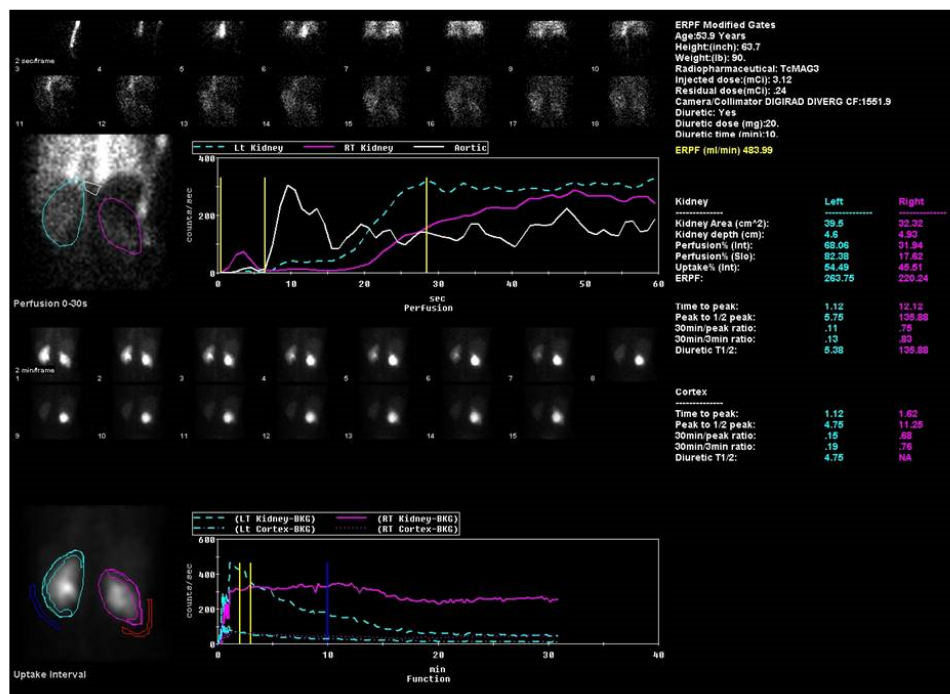 3 4 5 6 7 8 9 10
2 sec/frame
11 12 13 14 15 16 17 18
Perfusion 0-30s
Lt Kidney RT Kidney Aortic
400
200
0
counts/sec
0 10 20 30 40 50 60
sec
Perfusion
2 min/frame
1 2 3 4 5 6 7 8
9 10 11 12 13 14 15
(LT Kidney-BKG) (RT Kidney-BKG)
(Lt Cortex-BKG) (RT Cortex-BKG)
600
400
200
0
counts/sec
0 10 20 30 40
min
Function
Uptake Interval
ERPF Modified Gates
Age:53.9 Years
Height:(inch): 63.7
Weight:(lb): 90.
Radiopharmaceutical: TcMAG3
Injected dose:(mCi): 3.12
Residual dose(mCi): .24
Camera/Collimator DIGIRAD DIVERG CF:1551.9
Diuretic: Yes
Diuretic dose (mg):20.
Diuretic time (min):10.
ERPF (ml/min) 483.99
Kidney Left Right
------------- ------------- -------------
Kidney Area (cm^2): 39.5 32.32
Kidney depth (cm): 4.6 4.93
Perfusion% (Int): 68.06 31.94
Perfusion% (Slo): 82.38 17.62
Uptake% (Int): 54.49 45.51
ERPF: 263.75 220.24
Time to peak: 1.12 12.12
Peak to 1/2 peak: 5.75 135.88
30min/peak ratio: .11 .75
30min/3min ratio: .13 .83
Diuretic T1/2: 5.38 135.88
Cortex
-------------
Time to peak: 1.12 1.62
Peak to 1/2 peak: 4.75 11.25
30min/peak ratio: .15 .68
30min/3min ratio: .19 .76
Diuretic T1/2: 4.75 NA